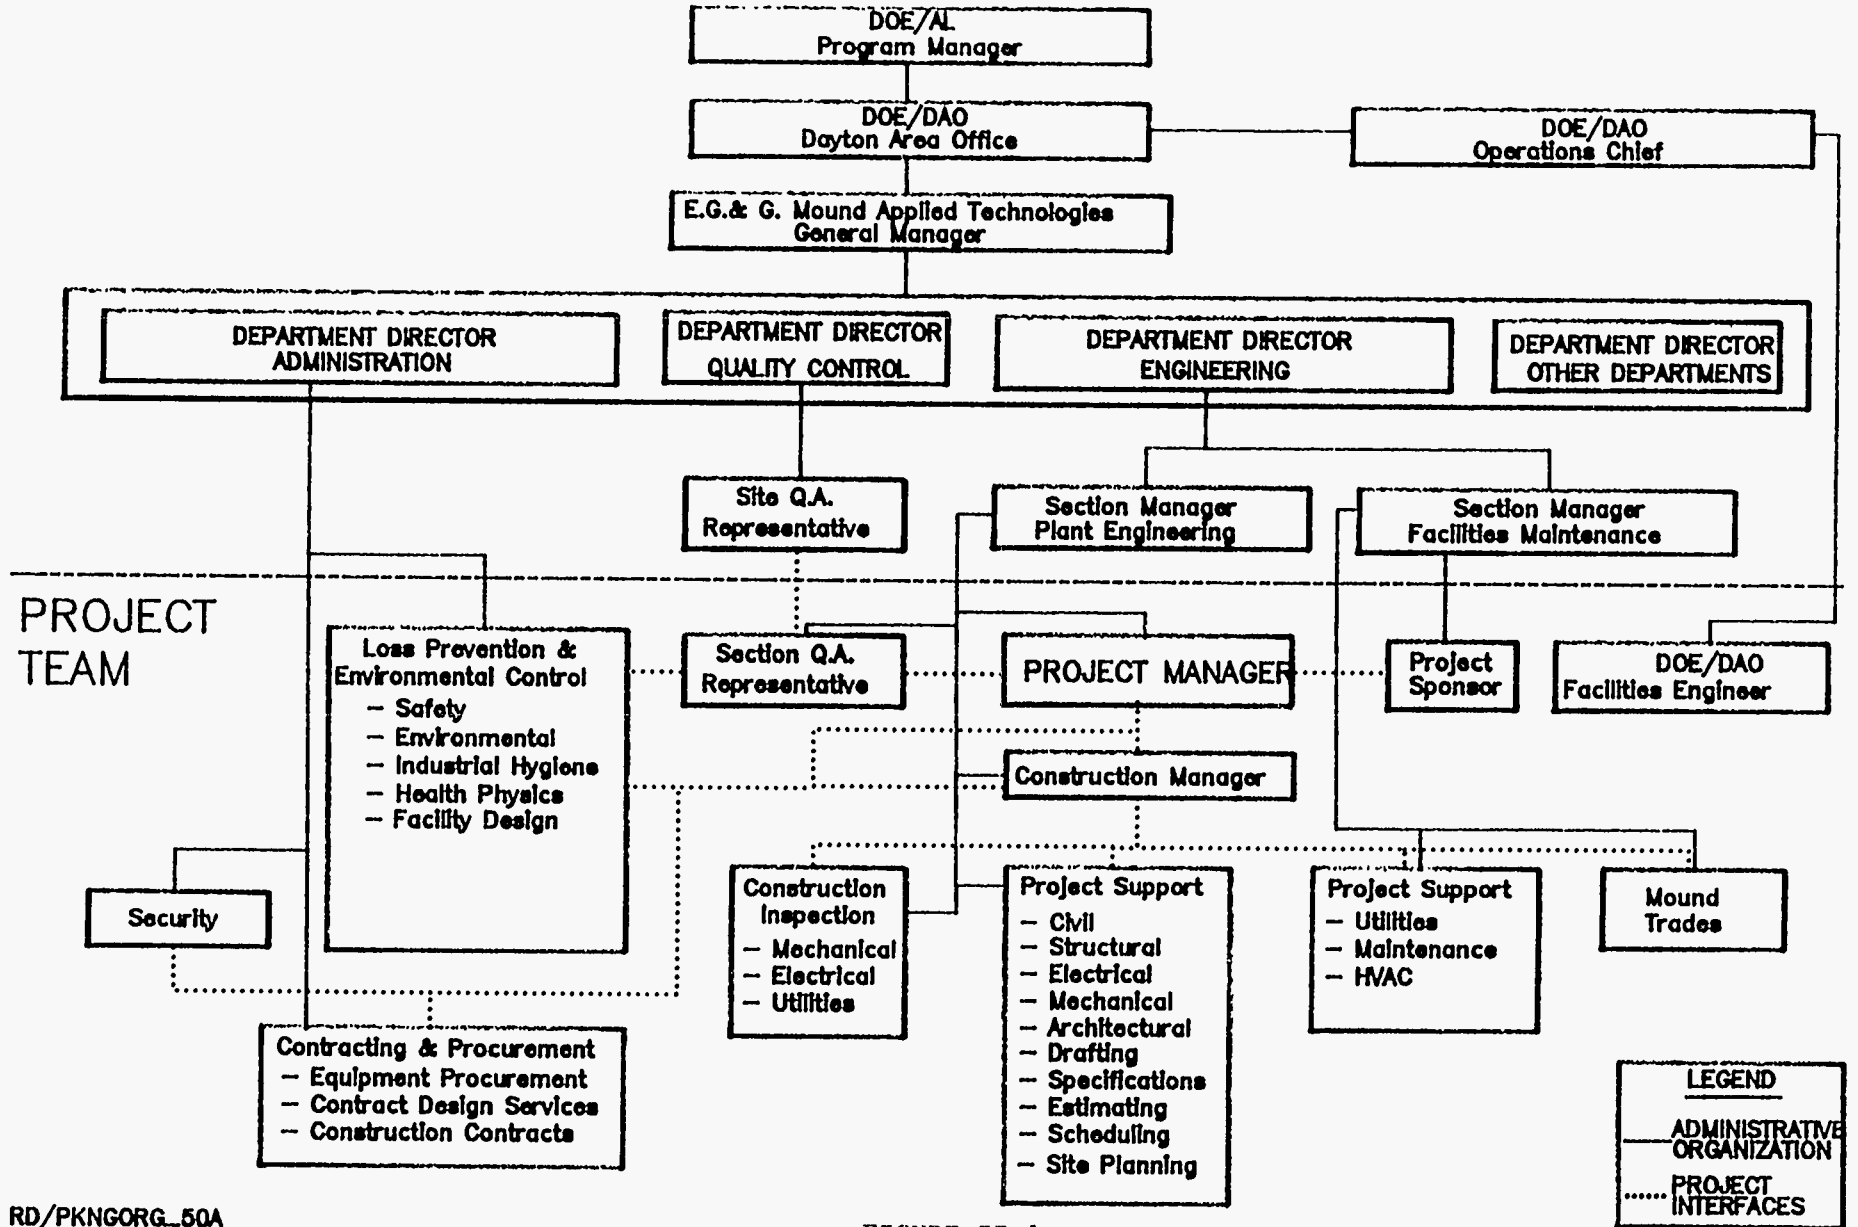 DOE/AL
Program Manager
DOE/DAO
Dayton Area Office
DOE/DAO
Operations Chief
E.G.& G. Mound Applied Technologies
General Manager
DEPARTMENT DIRECTOR
ADMINISTRATION
DEPARTMENT DIRECTOR
QUALITY CONTROL
DEPARTMENT DIRECTOR
ENGINEERING
DEPARTMENT DIRECTOR
OTHER DEPARTMENTS
Site Q.A.
Representative
Section Manager
Plant Engineering
Section Manager
Facilities Maintenance
PROJECT
TEAM
Loss Prevention &
Environmental Control
– Safety
– Environmental
– Industrial Hygiene
– Health Physics
– Facility Design
Section Q.A.
Representative
PROJECT MANAGER
Project
Sponsor
DOE/DAO
Facilities Engineer
Construction Manager
Security
Construction
Inspection
– Mechanical
– Electrical
– Utilities
Project Support
– Civil
– Structural
– Electrical
– Mechanical
– Architectural
– Drafting
– Specifications
– Estimating
– Scheduling
– Site Planning
Project Support
– Utilities
– Maintenance
– HVAC
Mound
Trades
Contracting & Procurement
– Equipment Procurement
– Contract Design Services
– Construction Contracts
LEGEND
ADMINISTRATIVE
ORGANIZATION
PROJECT
INTERFACES
RD/PKNGORG_50A